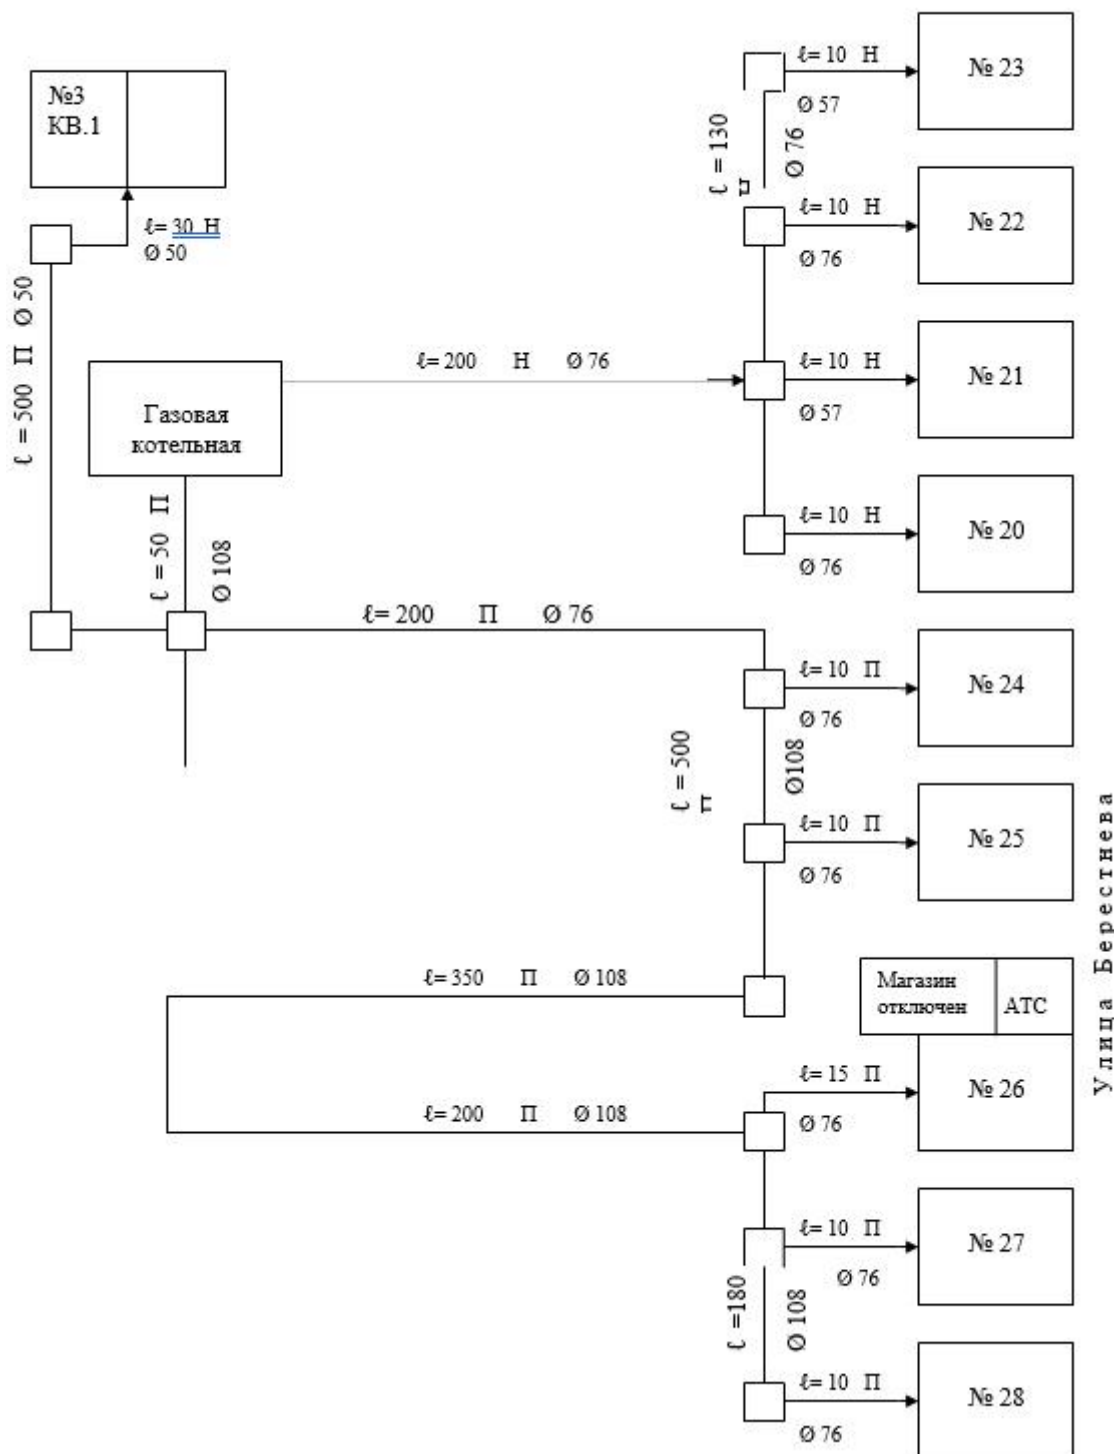 ℓ= 10 Н
№ 23
Ø 57
№3
КВ.1
ℓ = 130
Ø 76
ℓ= 10 Н
№ 22
Ø 76
ℓ= 30 Н
Ø 50
ℓ = 500 П Ø 50
ℓ= 200 Н Ø 76
ℓ= 10 Н
№ 21
Ø 57
Газовая
котельная
ℓ = 50 П
Ø 108
ℓ= 10 Н
№ 20
Ø 76
ℓ= 200 П Ø 76
ℓ= 10 П
№ 24
Ø 76
ℓ = 500
Ø108
ℓ= 10 П
№ 25
Ø 76
Улица Берестнева
ℓ= 350 П Ø 108
Магазин
отключен
АТС
ℓ= 15 П
№ 26
Ø 76
ℓ= 200 П Ø 108
ℓ= 10 П
№ 27
Ø 76
ℓ =180
Ø 108
ℓ= 10 П
№ 28
Ø 76